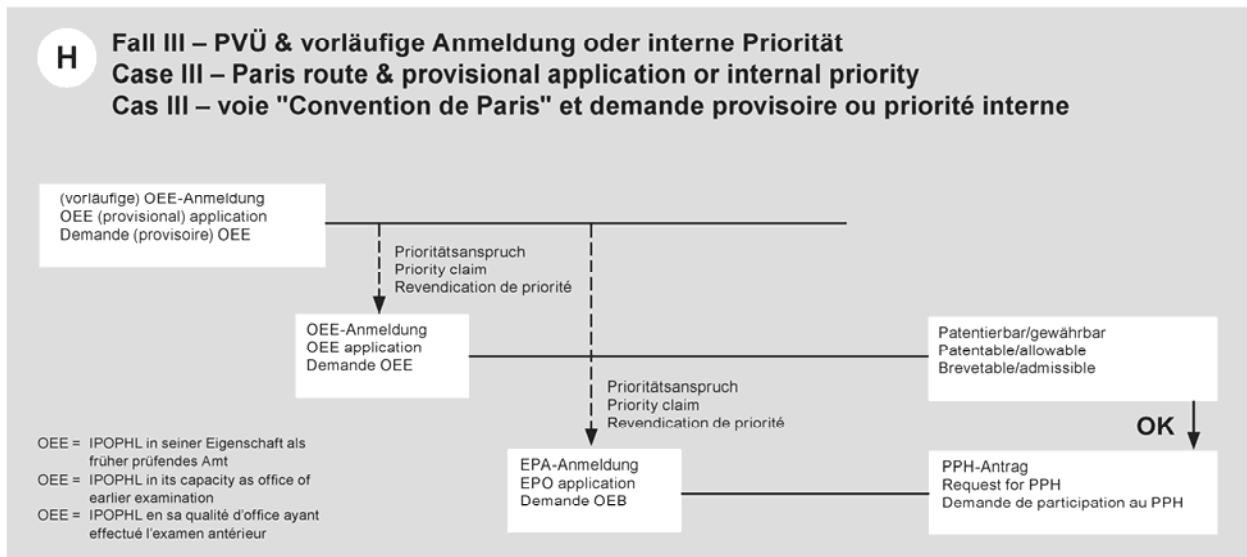 H
Fall III – PVÜ & vorläufige Anmeldung oder interne Priorität
Case III – Paris route & provisional application or internal priority
Cas III – voie "Convention de Paris" et demande provisoire ou priorité interne
(vorläufige) OEE-Anmeldung
OEE (provisional) application
Demande (provisoire) OEE
Prioritätsanspruch
Priority claim
Revendication de priorité
OEE-Anmeldung
OEE application
Demande OEE
Patentierbar/gewährbar
Patentable/allowable
Brevetable/admissible
Prioritätsanspruch
Priority claim
Revendication de priorité
OK
OEE = IPOPHL in seiner Eigenschaft als
früher prüfendes Amt
OEE = IPOPHL in its capacity as office of
earlier examination
OEE = IPOPHL en sa qualité d'office ayant
effectué l'examen antérieur
EPA-Anmeldung
EPO application
Demande OEB
PPH-Antrag
Request for PPH
Demande de participation au PPH